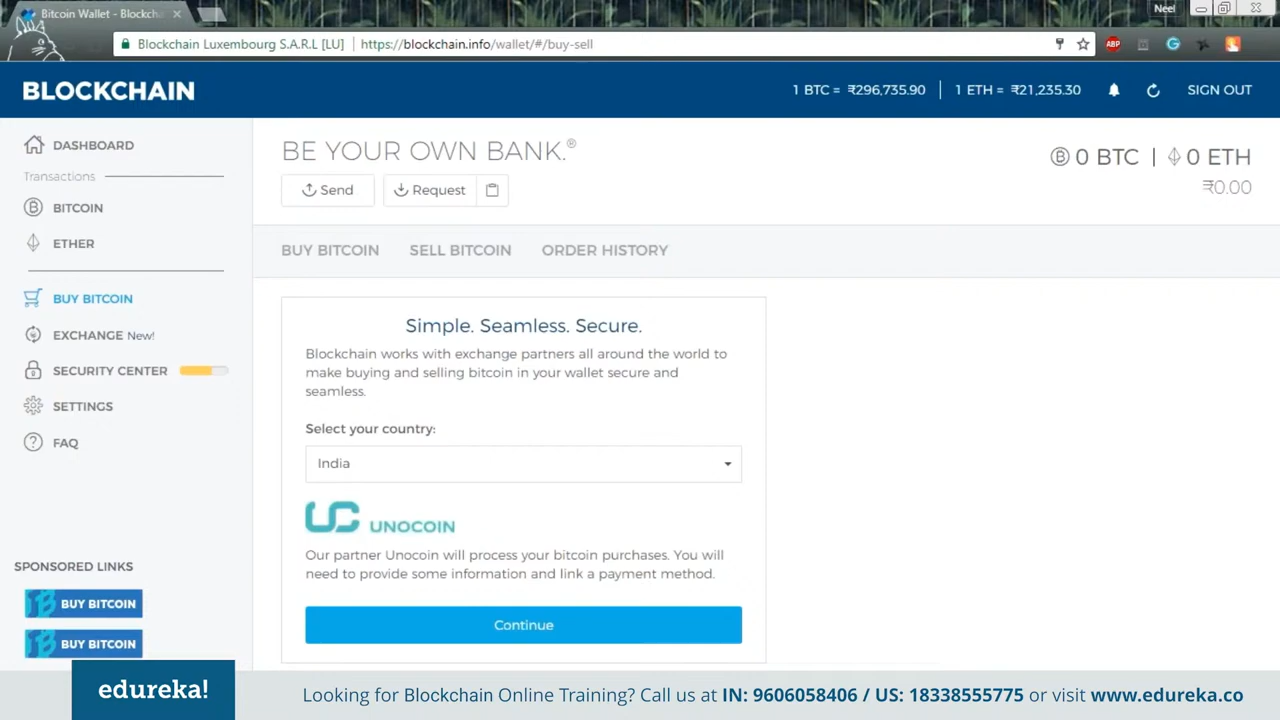 Bitcoin Wallet - Blockcha
Neel
Blockchain Luxembourg S.A.R.L [LU] | https://blockchain.info/wallet/#/buy-sell
ABP
BLOCKCHAIN
1 BTC = ₹296,735.90 | 1 ETH = ₹21,235.30
SIGN OUT
DASHBOARD
Transactions
BITCOIN
ETHER
BUY BITCOIN
EXCHANGE New!
SECURITY CENTER
SETTINGS
FAQ
SPONSORED LINKS
BUY BITCOIN
BUY BITCOIN
BE YOUR OWN BANK.®
0 BTC | 0 ETH
₹0.00
Send
Request
BUY BITCOIN
SELL BITCOIN
ORDER HISTORY
Simple. Seamless. Secure.
Blockchain works with exchange partners all around the world to
make buying and selling bitcoin in your wallet secure and
seamless.
Select your country:
India
UC UNOCOIN
Our partner Unocoin will process your bitcoin purchases. You will
need to provide some information and link a payment method.
Continue
edureka!
Looking for Blockchain Online Training? Call us at IN: 9606058406 / US: 18338555775 or visit www.edureka.co